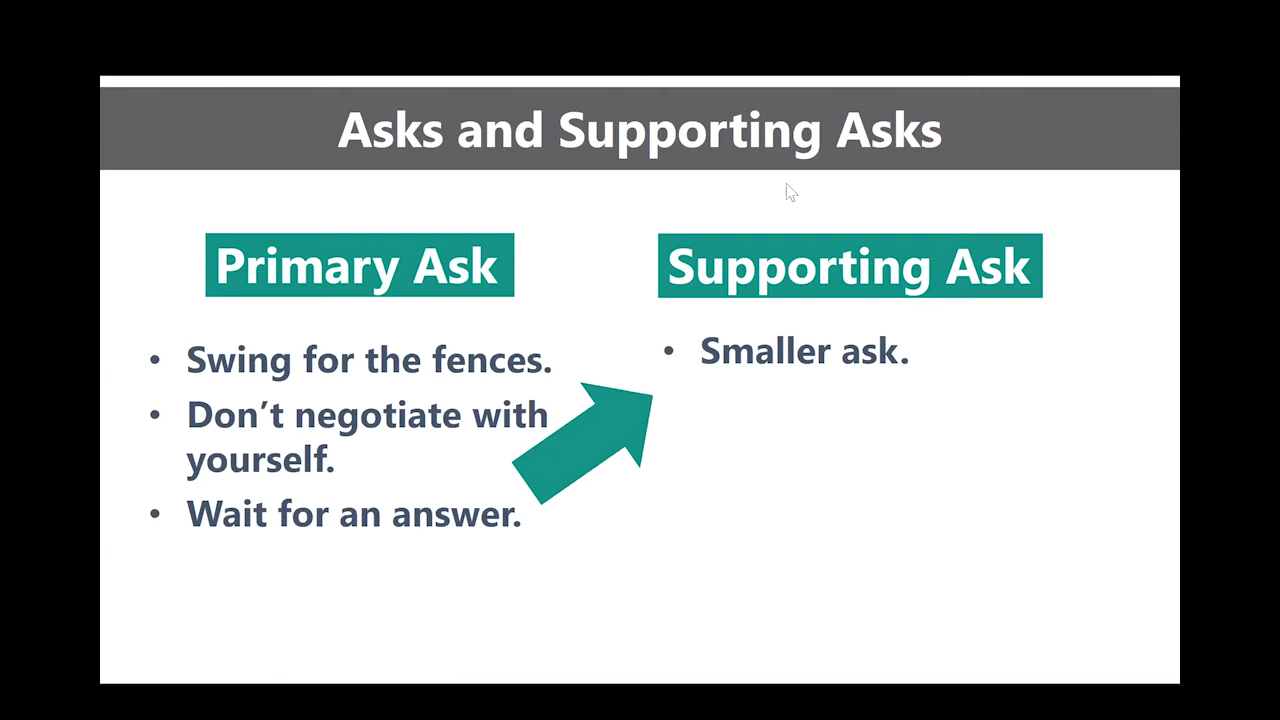 Asks and Supporting Asks
Primary Ask
• Swing for the fences.
• Don’t negotiate with
yourself.
• Wait for an answer.
Supporting Ask
• Smaller ask.